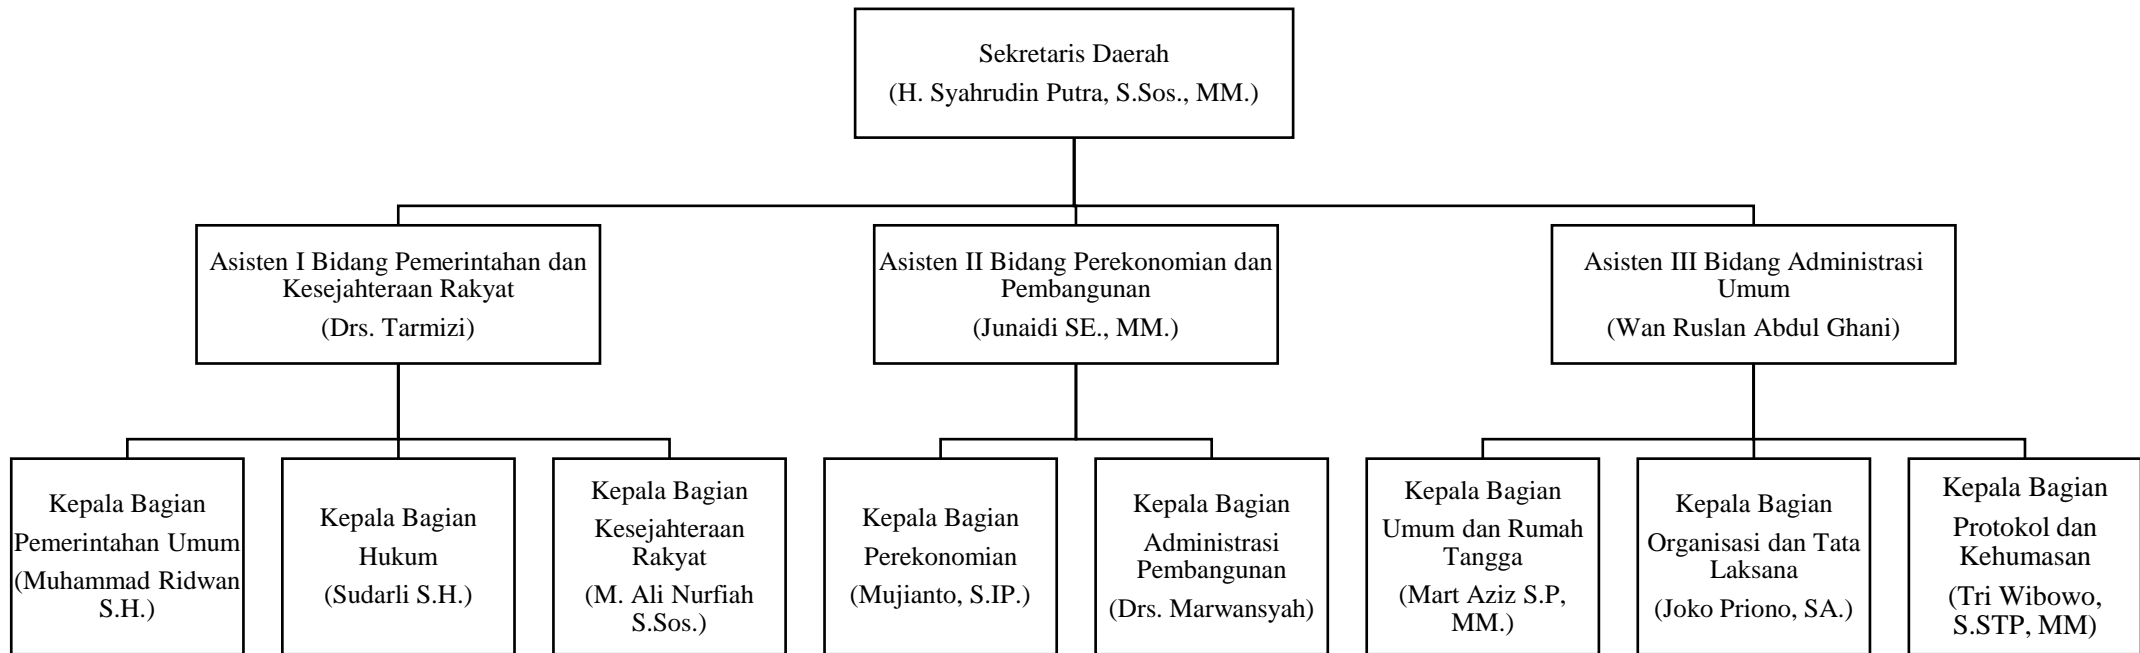 Sekretaris Daerah
(H. Syahrudin Putra, S.Sos., MM.)
Asisten I Bidang Pemerintahan dan
Kesejahteraan Rakyat
(Drs. Tarmizi)
Asisten II Bidang Perekonomian dan
Pembangunan
(Junaidi SE., MM.)
Asisten III Bidang Administrasi
Umum
(Wan Ruslan Abdul Ghani)
Kepala Bagian
Pemerintahan Umum
(Muhammad Ridwan
S.H.)
Kepala Bagian
Hukum
(Sudarli S.H.)
Kepala Bagian
Kesejahteraan
Rakyat
(M. Ali Nurfiah
S.Sos.)
Kepala Bagian
Perekonomian
(Mujianto, S.IP.)
Kepala Bagian
Administrasi
Pembangunan
(Drs. Marwansyah)
Kepala Bagian
Umum dan Rumah
Tangga
(Mart Aziz S.P,
MM.)
Kepala Bagian
Organisasi dan Tata
Laksana
(Joko Priono, SA.)
Kepala Bagian
Protokol dan
Kehumasan
(Tri Wibowo,
S.STP, MM)